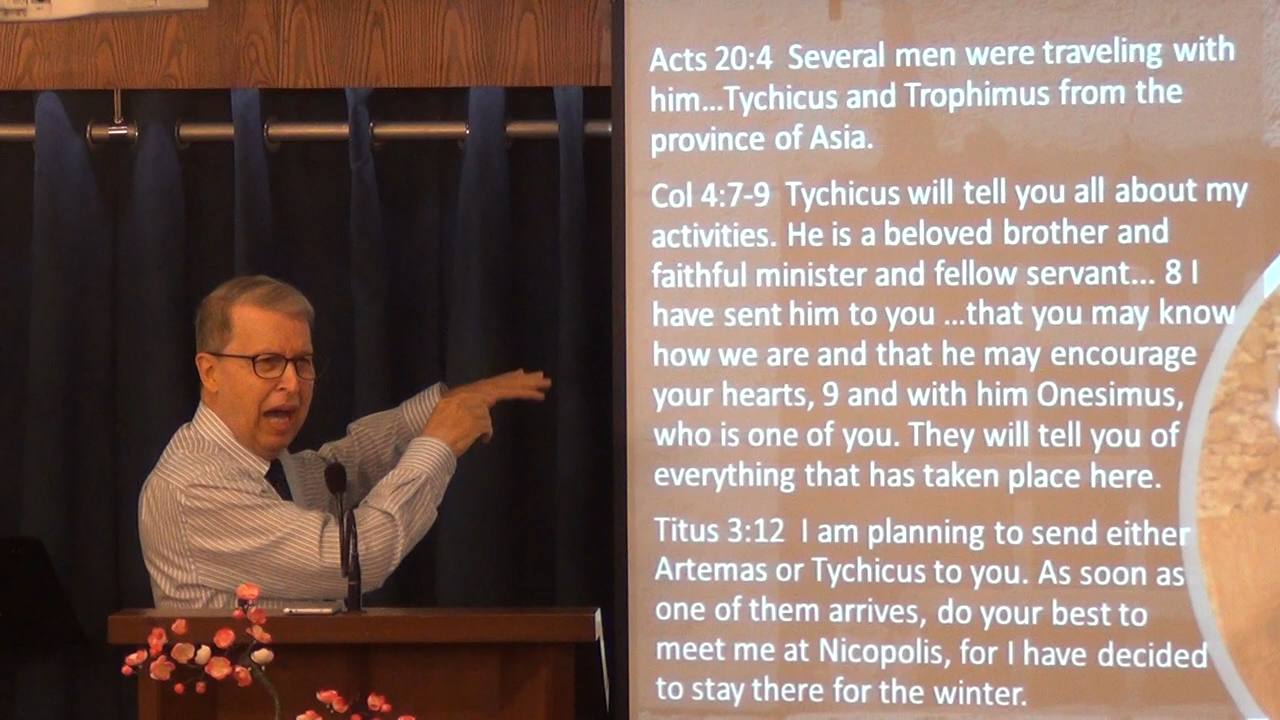 Acts 20:4 Several men were traveling with
him...Tychicus and Trophimus from the
province of Asia.
Col 4:7-9 Tychicus will tell you all about my
activities. He is a beloved brother and
faithful minister and fellow servant... 8 I
have sent him to you ...that you may know
how we are and that he may encourage
your hearts, 9 and with him Onesimus,
who is one of you. They will tell you of
everything that has taken place here.
Titus 3:12 I am planning to send either
Artemas or Tychicus to you. As soon as
one of them arrives, do your best to
meet me at Nicopolis, for I have decided
to stay there for the winter.